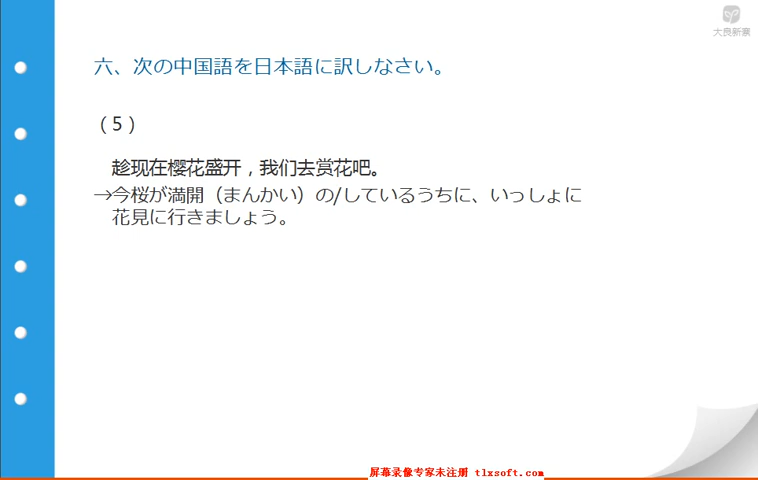 大良新寨
六、次の中国語を日本語に訳しなさい。
（5）
趁现在樱花盛开，我们去赏花吧。
→今桜が満開（まんかい）の/しているうちに、いっしょに
花見に行きましょう。
屏幕录像专家未注册 tlxsoft.com